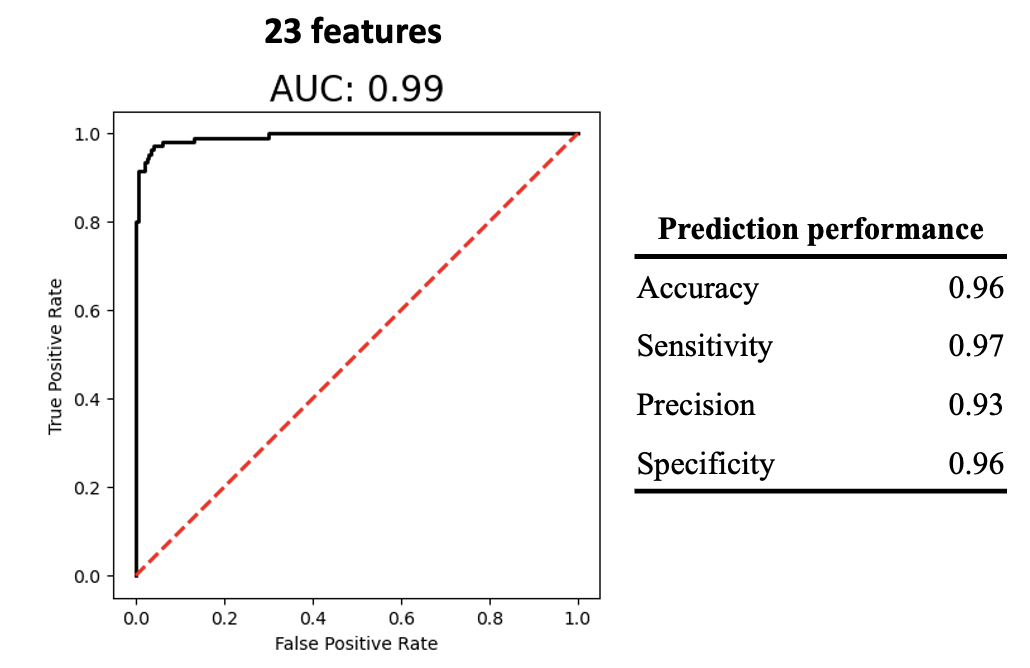 23 features
AUC: 0.99
True Positive Rate
1.0
0.8
0.6
0.4
0.2
0.0
0.0 0.2 0.4 0.6 0.8 1.0
False Positive Rate
Prediction performance
Accuracy 0.96
Sensitivity 0.97
Precision 0.93
Specificity 0.96